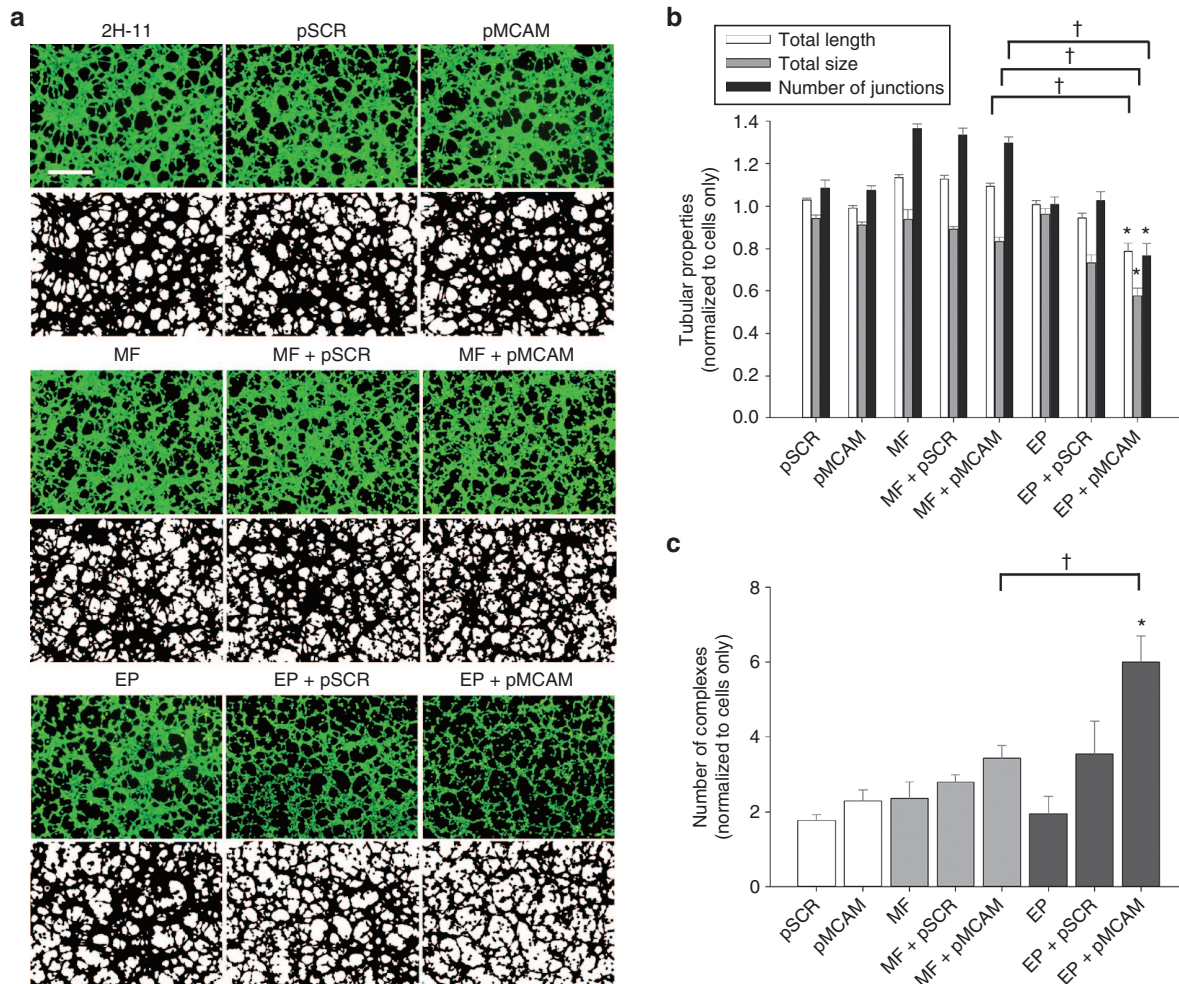 a
2H-11 pSCR pMCAM
MF MF + pSCR MF + pMCAM
EP EP + pSCR EP + pMCAM
b
Total length
Total size
Number of junctions
†
†
†
Tubular properties
(normalized to cells only)
1.4
1.2
1.0
0.8
0.6
0.4
0.2
0.0
* * *
pSCR
pMCAM
MF
MF + pSCR
MF + pMCAM
EP
EP + pSCR
EP + pMCAM
c
†
*
Number of complexes
(normalized to cells only)
8
6
4
2
0
pSCR
pMCAM
MF
MF + pSCR
MF + pMCAM
EP
EP + pSCR
EP + pMCAM